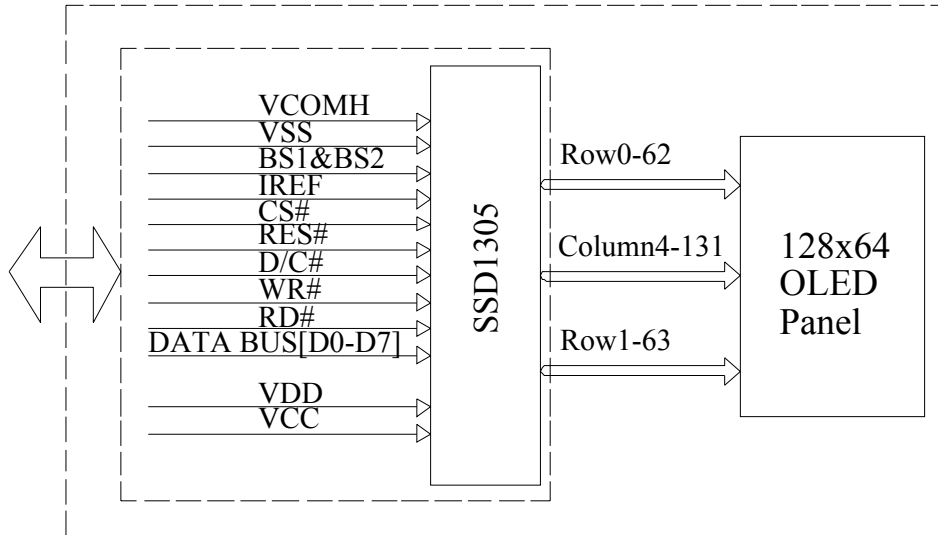 VCOMH
VSS
BS1&BS2
IREF
CS#
RES#
D/C#
WR#
RD#
DATA BUS[D0-D7]
VDD
VCC
SSD1305
Row0-62
Column4-131
Row1-63
128x64
OLED
Panel